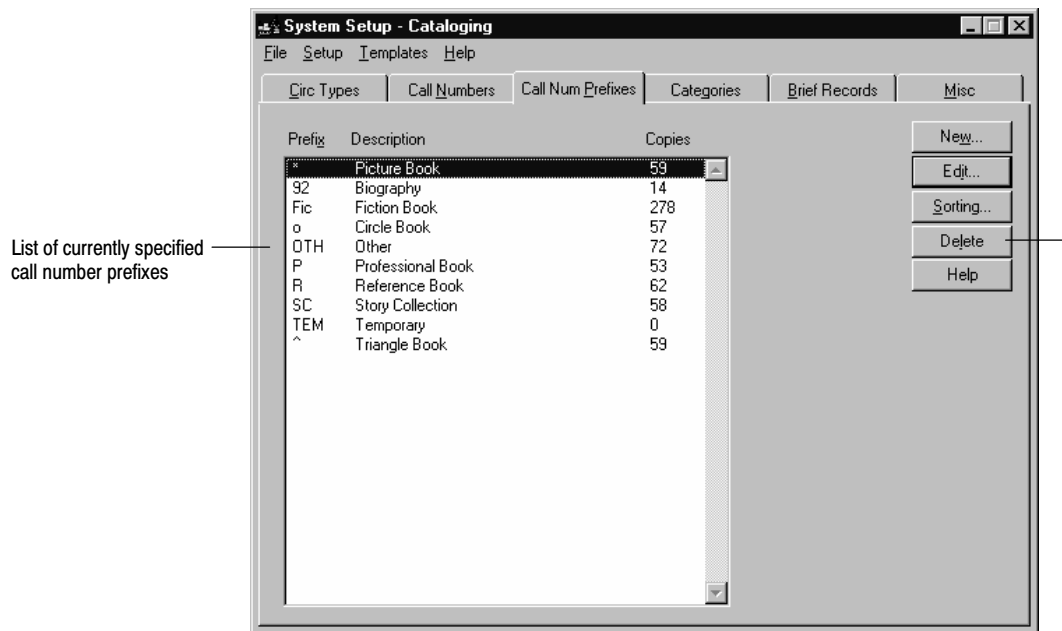 System Setup - Cataloging
File Setup Templates Help
Circ Types Call Numbers Call Num Prefixes Categories Brief Records Misc
Prefix Description Copies
* Picture Book 59
92 Biography 14
Fic Fiction Book 278
o Circle Book 57
OTH Other 72
P Professional Book 53
R Reference Book 62
SC Story Collection 58
TEM Temporary 0
^ Triangle Book 59
New...
Edit...
Sorting...
Delete
Help
List of currently specified
call number prefixes